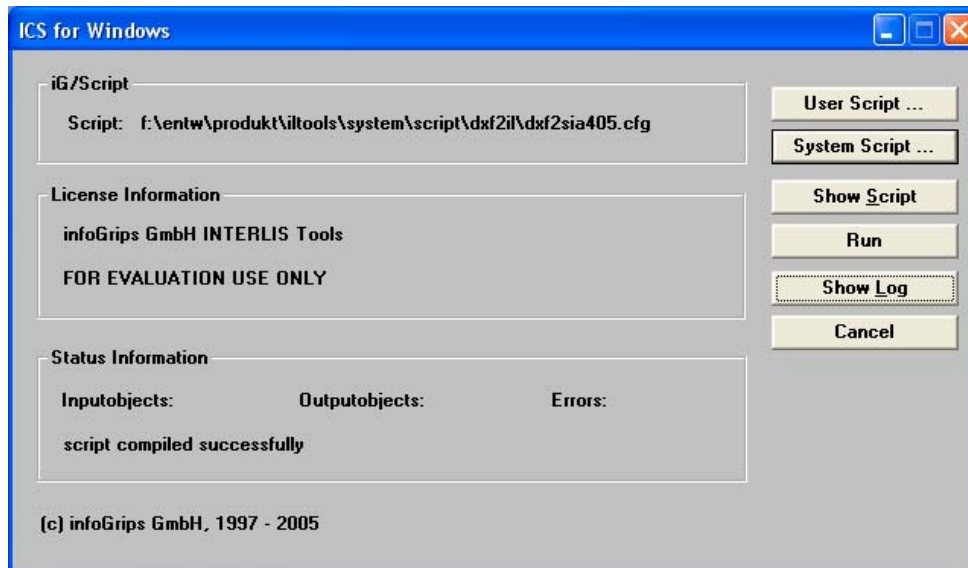 ICS for Windows
iG/Script
Script: f:\entw\produkt\iltools\system\script\dxf2il\dxf2sia405.cfg
License Information
infoGrips GmbH INTERLIS Tools
FOR EVALUATION USE ONLY
Status Information
Inputobjects: Outputobjects: Errors:
script compiled successfully
(c) infoGrips GmbH, 1997 - 2005
User Script ...
System Script ...
Show Script
Run
Show Log
Cancel